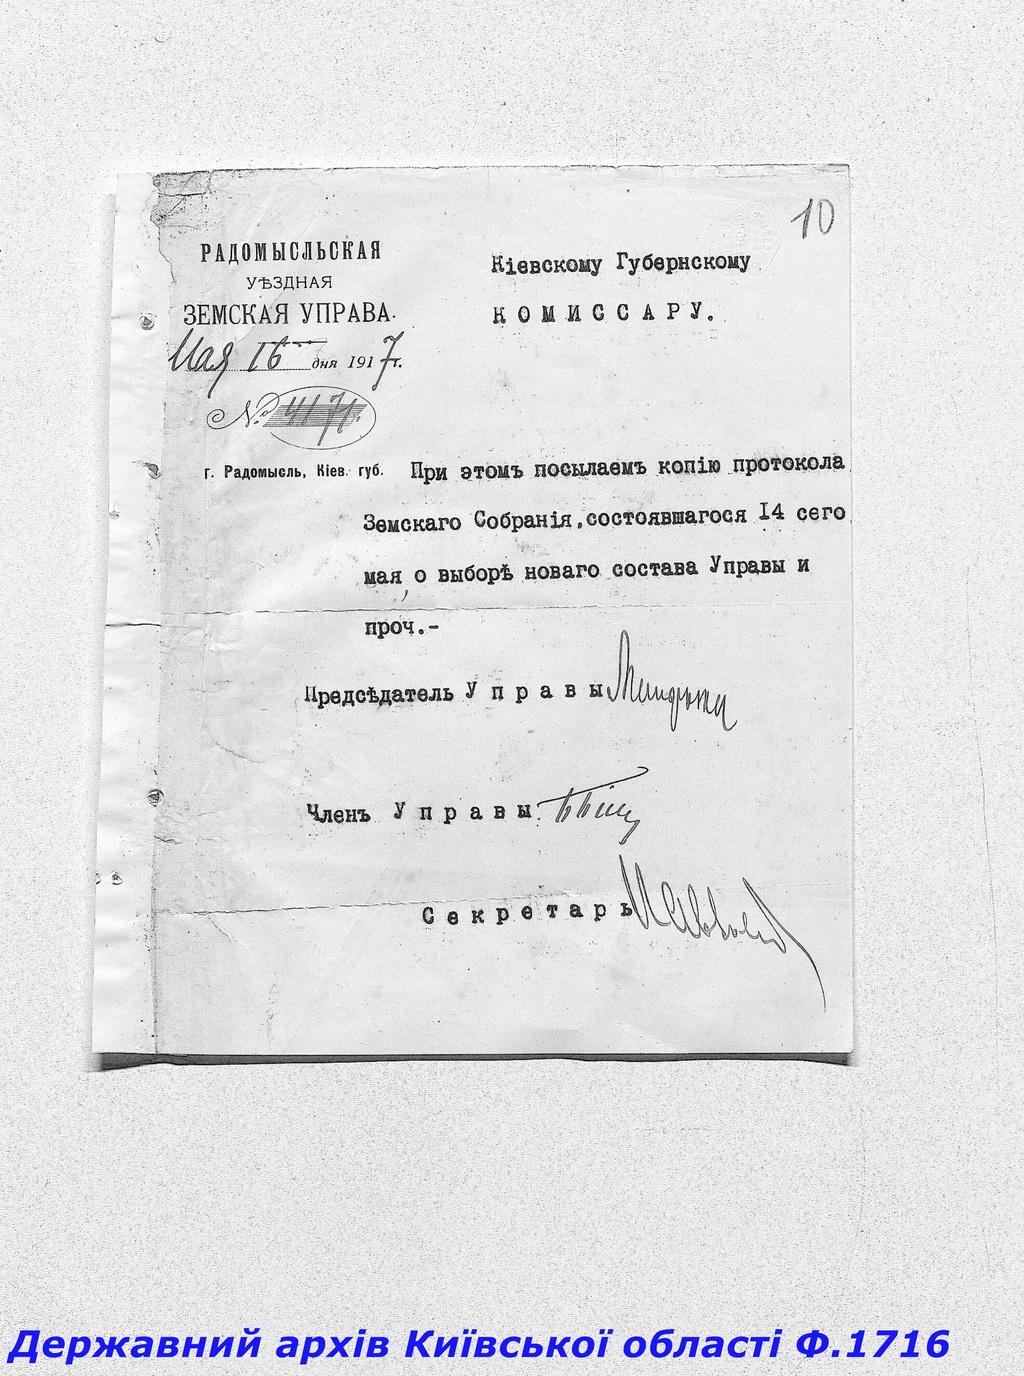 10
РАДОМЫСЛЬСКАЯ
УѢЗДНАЯ
ЗЕМСКАЯ УПРАВА.
Мая 16 дня 1917 г.
№ 4171
г. Радомысль, Кіев. губ.
Кіевскому Губернскому
КОМИССАРУ.
При этомъ посылаемъ копію протокола
Земскаго Собранія,состоявшагося 14 сего
мая о выборѣ новаго состава Управы и
проч.-
Предсѣдатель Управы
Членъ Управы
Секретарь
Державний архів Київської області Ф.1716